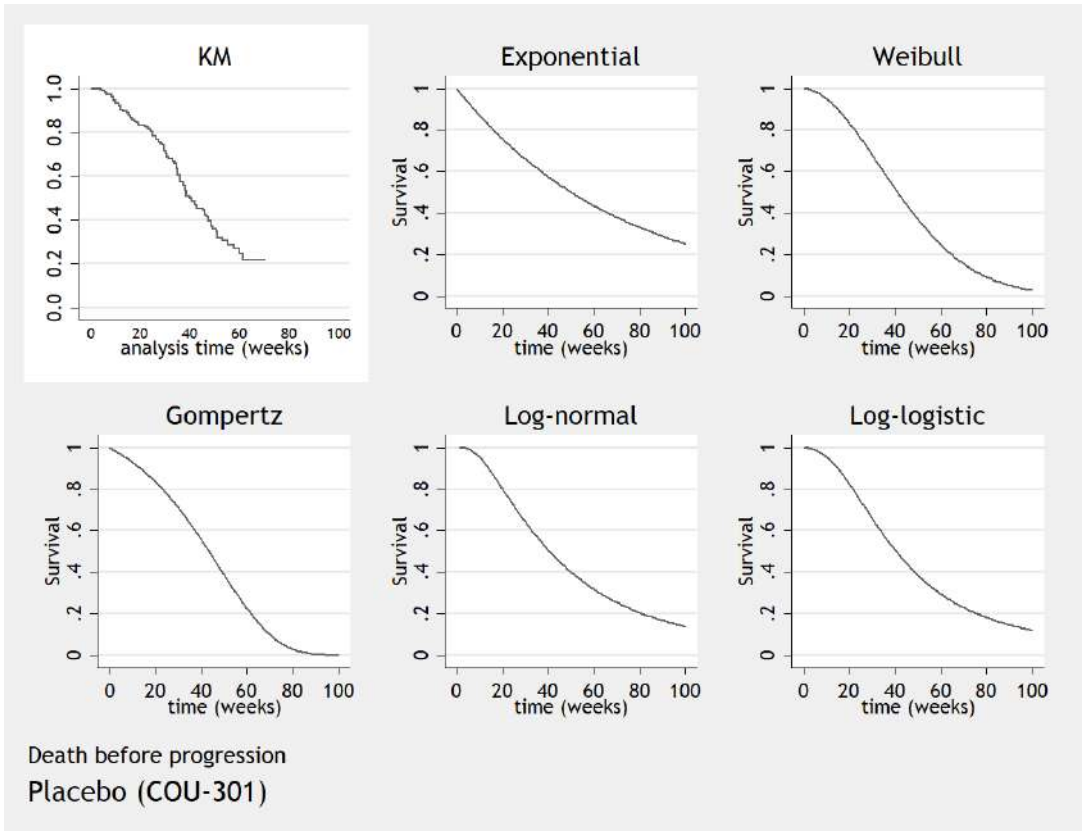 KM
1.0
0.8
0.6
0.4
0.2
0.0
0 20 40 60 80 100
analysis time (weeks)
Exponential
Survival
1
.8
.6
.4
.2
0
0 20 40 60 80 100
time (weeks)
Weibull
Survival
1
.8
.6
.4
.2
0
0 20 40 60 80 100
time (weeks)
Gompertz
Survival
1
.8
.6
.4
.2
0
0 20 40 60 80 100
time (weeks)
Log-normal
Survival
1
.8
.6
.4
.2
0
0 20 40 60 80 100
time (weeks)
Log-logistic
Survival
1
.8
.6
.4
.2
0
0 20 40 60 80 100
time (weeks)
Death before progression
Placebo (COU-301)